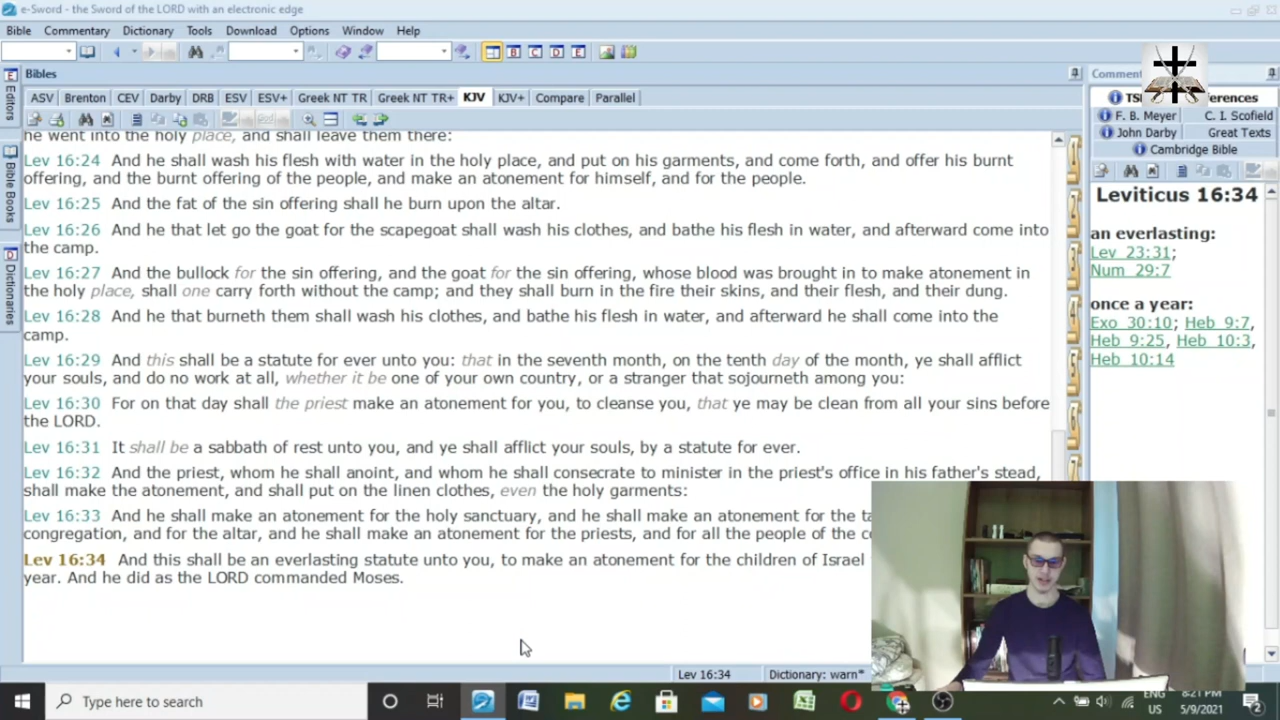 e-Sword - the Sword of the LORD with an electronic edge
Bible Commentary Dictionary Tools Download Options Window Help
B C D E
Bibles
Comment
Editors
Bible Books
Dictionaries
ASV Brenton CEV Darby DRB ESV ESV+ Greek NT TR Greek NT TR+ KJV KJV+ Compare Parallel
erences
F. B. Meyer C. I. Scofield
John Darby Great Texts
Cambridge Bible
he went into the holy place, and shall leave them there:
Lev 16:24 And he shall wash his flesh with water in the holy place, and put on his garments, and come forth, and offer his burnt
offering, and the burnt offering of the people, and make an atonement for himself, and for the people.
Lev 16:25 And the fat of the sin offering shall he burn upon the altar.
Lev 16:26 And he that let go the goat for the scapegoat shall wash his clothes, and bathe his flesh in water, and afterward come into
the camp.
Lev 16:27 And the bullock for the sin offering, and the goat for the sin offering, whose blood was brought in to make atonement in
the holy place, shall one carry forth without the camp; and they shall burn in the fire their skins, and their flesh, and their dung.
Lev 16:28 And he that burneth them shall wash his clothes, and bathe his flesh in water, and afterward he shall come into the
camp.
Lev 16:29 And this shall be a statute for ever unto you: that in the seventh month, on the tenth day of the month, ye shall afflict
your souls, and do no work at all, whether it be one of your own country, or a stranger that sojourneth among you:
Lev 16:30 For on that day shall the priest make an atonement for you, to cleanse you, that ye may be clean from all your sins before
the LORD.
Lev 16:31 It shall be a sabbath of rest unto you, and ye shall afflict your souls, by a statute for ever.
Lev 16:32 And the priest, whom he shall anoint, and whom he shall consecrate to minister in the priest's office in his father's stead,
shall make the atonement, and shall put on the linen clothes, even the holy garments:
Lev 16:33 And he shall make an atonement for the holy sanctuary, and he shall make an atonement for the ta
congregation, and for the altar, and he shall make an atonement for the priests, and for all the people of the c
Lev 16:34 And this shall be an everlasting statute unto you, to make an atonement for the children of Israel
year. And he did as the LORD commanded Moses.
1
2
3
4
5
6
7
Leviticus 16:34
an everlasting:
Lev 23:31;
Num 29:7
once a year:
Exo 30:10; Heb 9:7,
Heb 9:25, Heb 10:3,
Heb 10:14
Lev 16:34 Dictionary: warn*
Type here to search
ENG
US
8:21 PM
5/9/2021
2